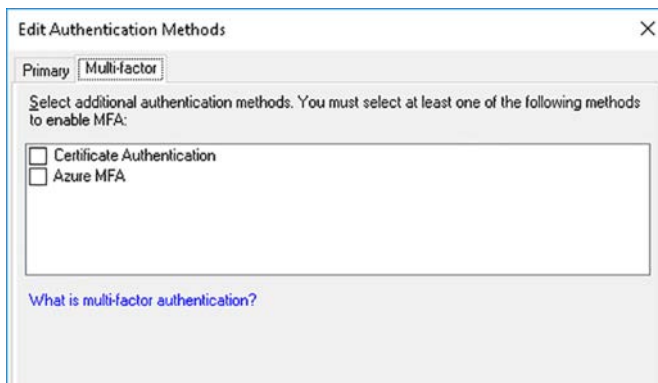 Edit Authentication Methods
Primary Multi-factor
Select additional authentication methods. You must select at least one of the following methods
to enable MFA:
Certificate Authentication
Azure MFA
What is multi-factor authentication?